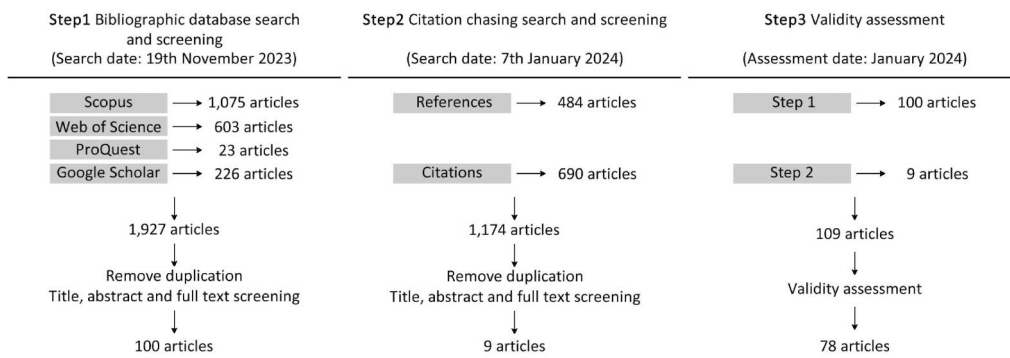 Step1 Bibliographic database search
and screening
(Search date: 19th November 2023)
Scopus 1,075 articles
Web of Science 603 articles
ProQuest 23 articles
Google Scholar 226 articles
1,927 articles
Remove duplication
Title, abstract and full text screening
100 articles
Step2 Citation chasing search and screening
(Search date: 7th January 2024)
References 484 articles
Citations 690 articles
1,174 articles
Remove duplication
Title, abstract and full text screening
9 articles
Step3 Validity assessment
(Assessment date: January 2024)
Step 1 100 articles
Step 2 9 articles
109 articles
Validity assessment
78 articles